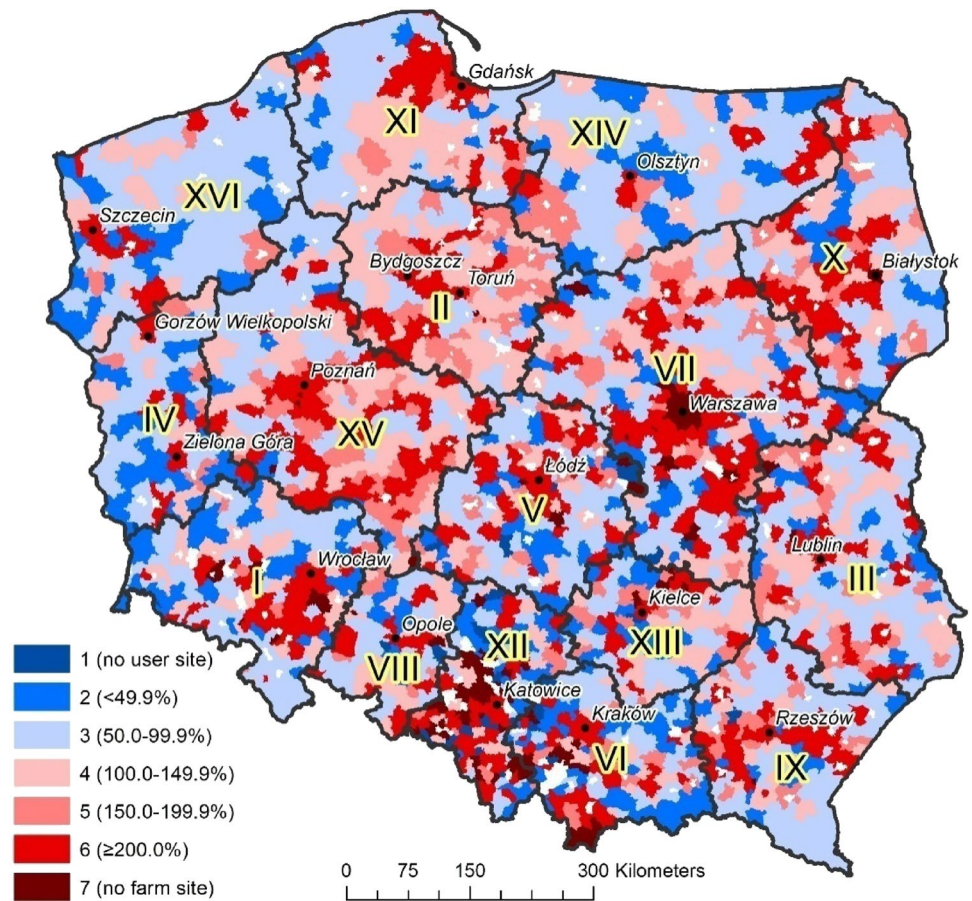 Gdańsk
XI
XIV
Olsztyn
XVI
Szczecin
X
Białystok
Bydgoszcz
Toruń
II
Gorzów Wielkopolski
VII
Poznań
Warszawa
IV
XV
Zielona Góra
Łódź
V
Lublin
III
Wrocław
I
Kielce
Opole
XII
XIII
VIII
1 (no user site)
2 (<49.9%)
3 (50.0-99.9%)
4 (100.0-149.9%)
5 (150.0-199.9%)
6 (≥200.0%)
7 (no farm site)
Katowice
Kraków
VI
Rzeszów
IX
0 75 150 300 Kilometers